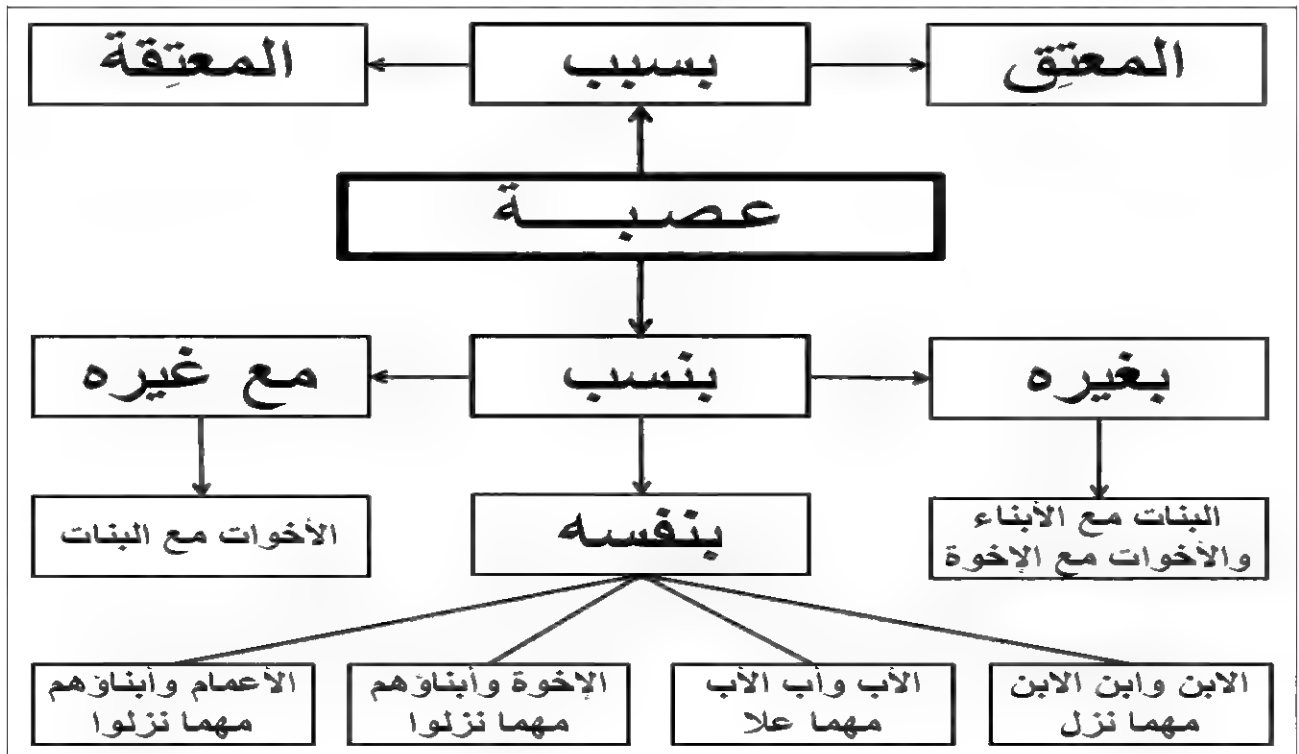 المعتِق
بسبب
المعتِقة
عصبة
بغيره
بنسب
مع غيره
البنات مع الأبناء
والأخوات مع الإخوة
بنفسه
الأخوات مع البنات
الابن وابن الابن
مهما نزل
الأب وأب الأب
مهما علا
الإخوة وأبناؤهم
مهما نزلوا
الأعمام وأبناؤهم
مهما نزلوا